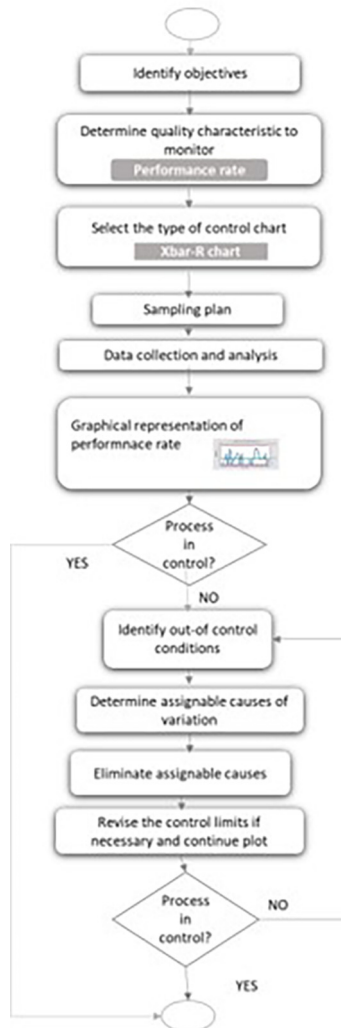 Identify objectives
Determine quality characteristic to
monitor
Performance rate
Select the type of control chart
Xbar-R chart
Sampling plan
Data collection and analysis
Graphical representation of
performnace rate
Process
in
control?
YES
NO
Identify out-of control
conditions
Determine assignable causes of
variation
Eliminate assignable causes
Revise the control limits if
necessary and continue plot
Process
in
control?
NO
YES